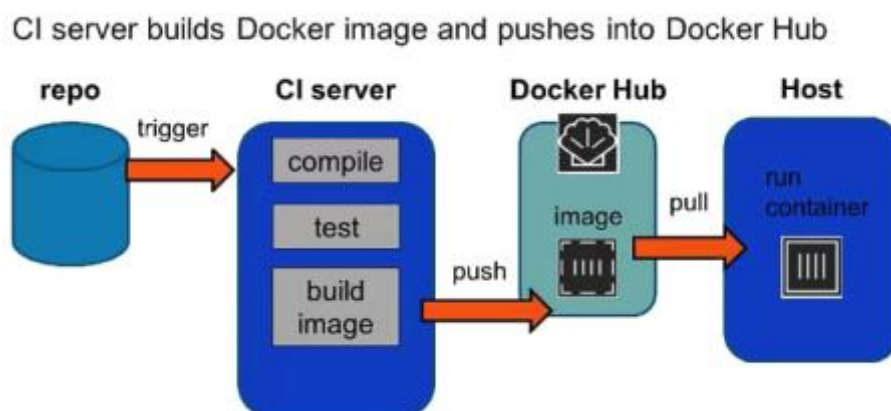 CI server builds Docker image and pushes into Docker Hub
repo
CI server
Docker Hub
Host
trigger
compile
test
build
image
push
image
pull
run
container